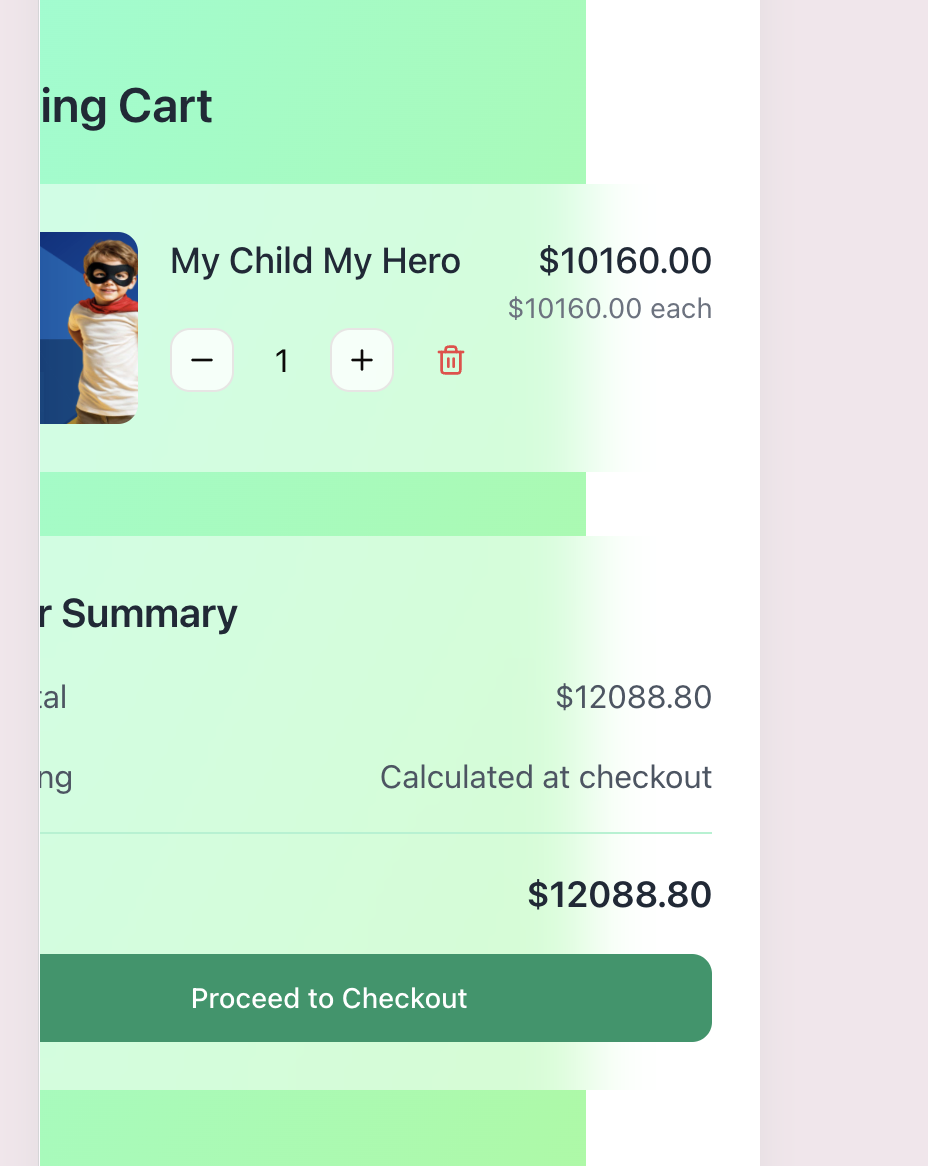 ing Cart
My Child My Hero
$10160.00
$10160.00 each
1
r Summary
tal
$12088.80
ng
Calculated at checkout
$12088.80
Proceed to Checkout